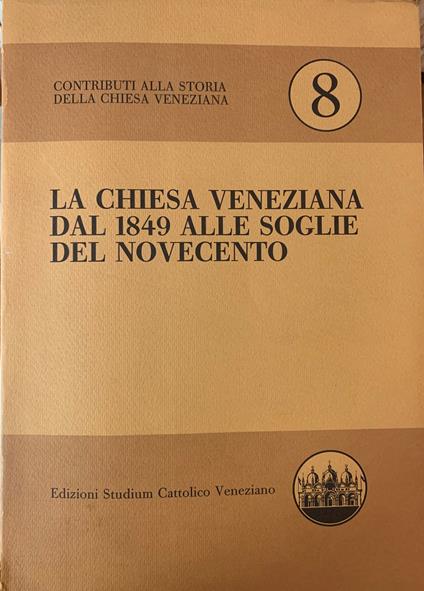 CONTRIBUTI ALLA STORIA
DELLA CHIESA VENEZIANA
8
LA CHIESA VENEZIANA
DAL 1849 ALLE SOGLIE
DEL NOVECENTO
Edizioni Studium Cattolico Veneziano